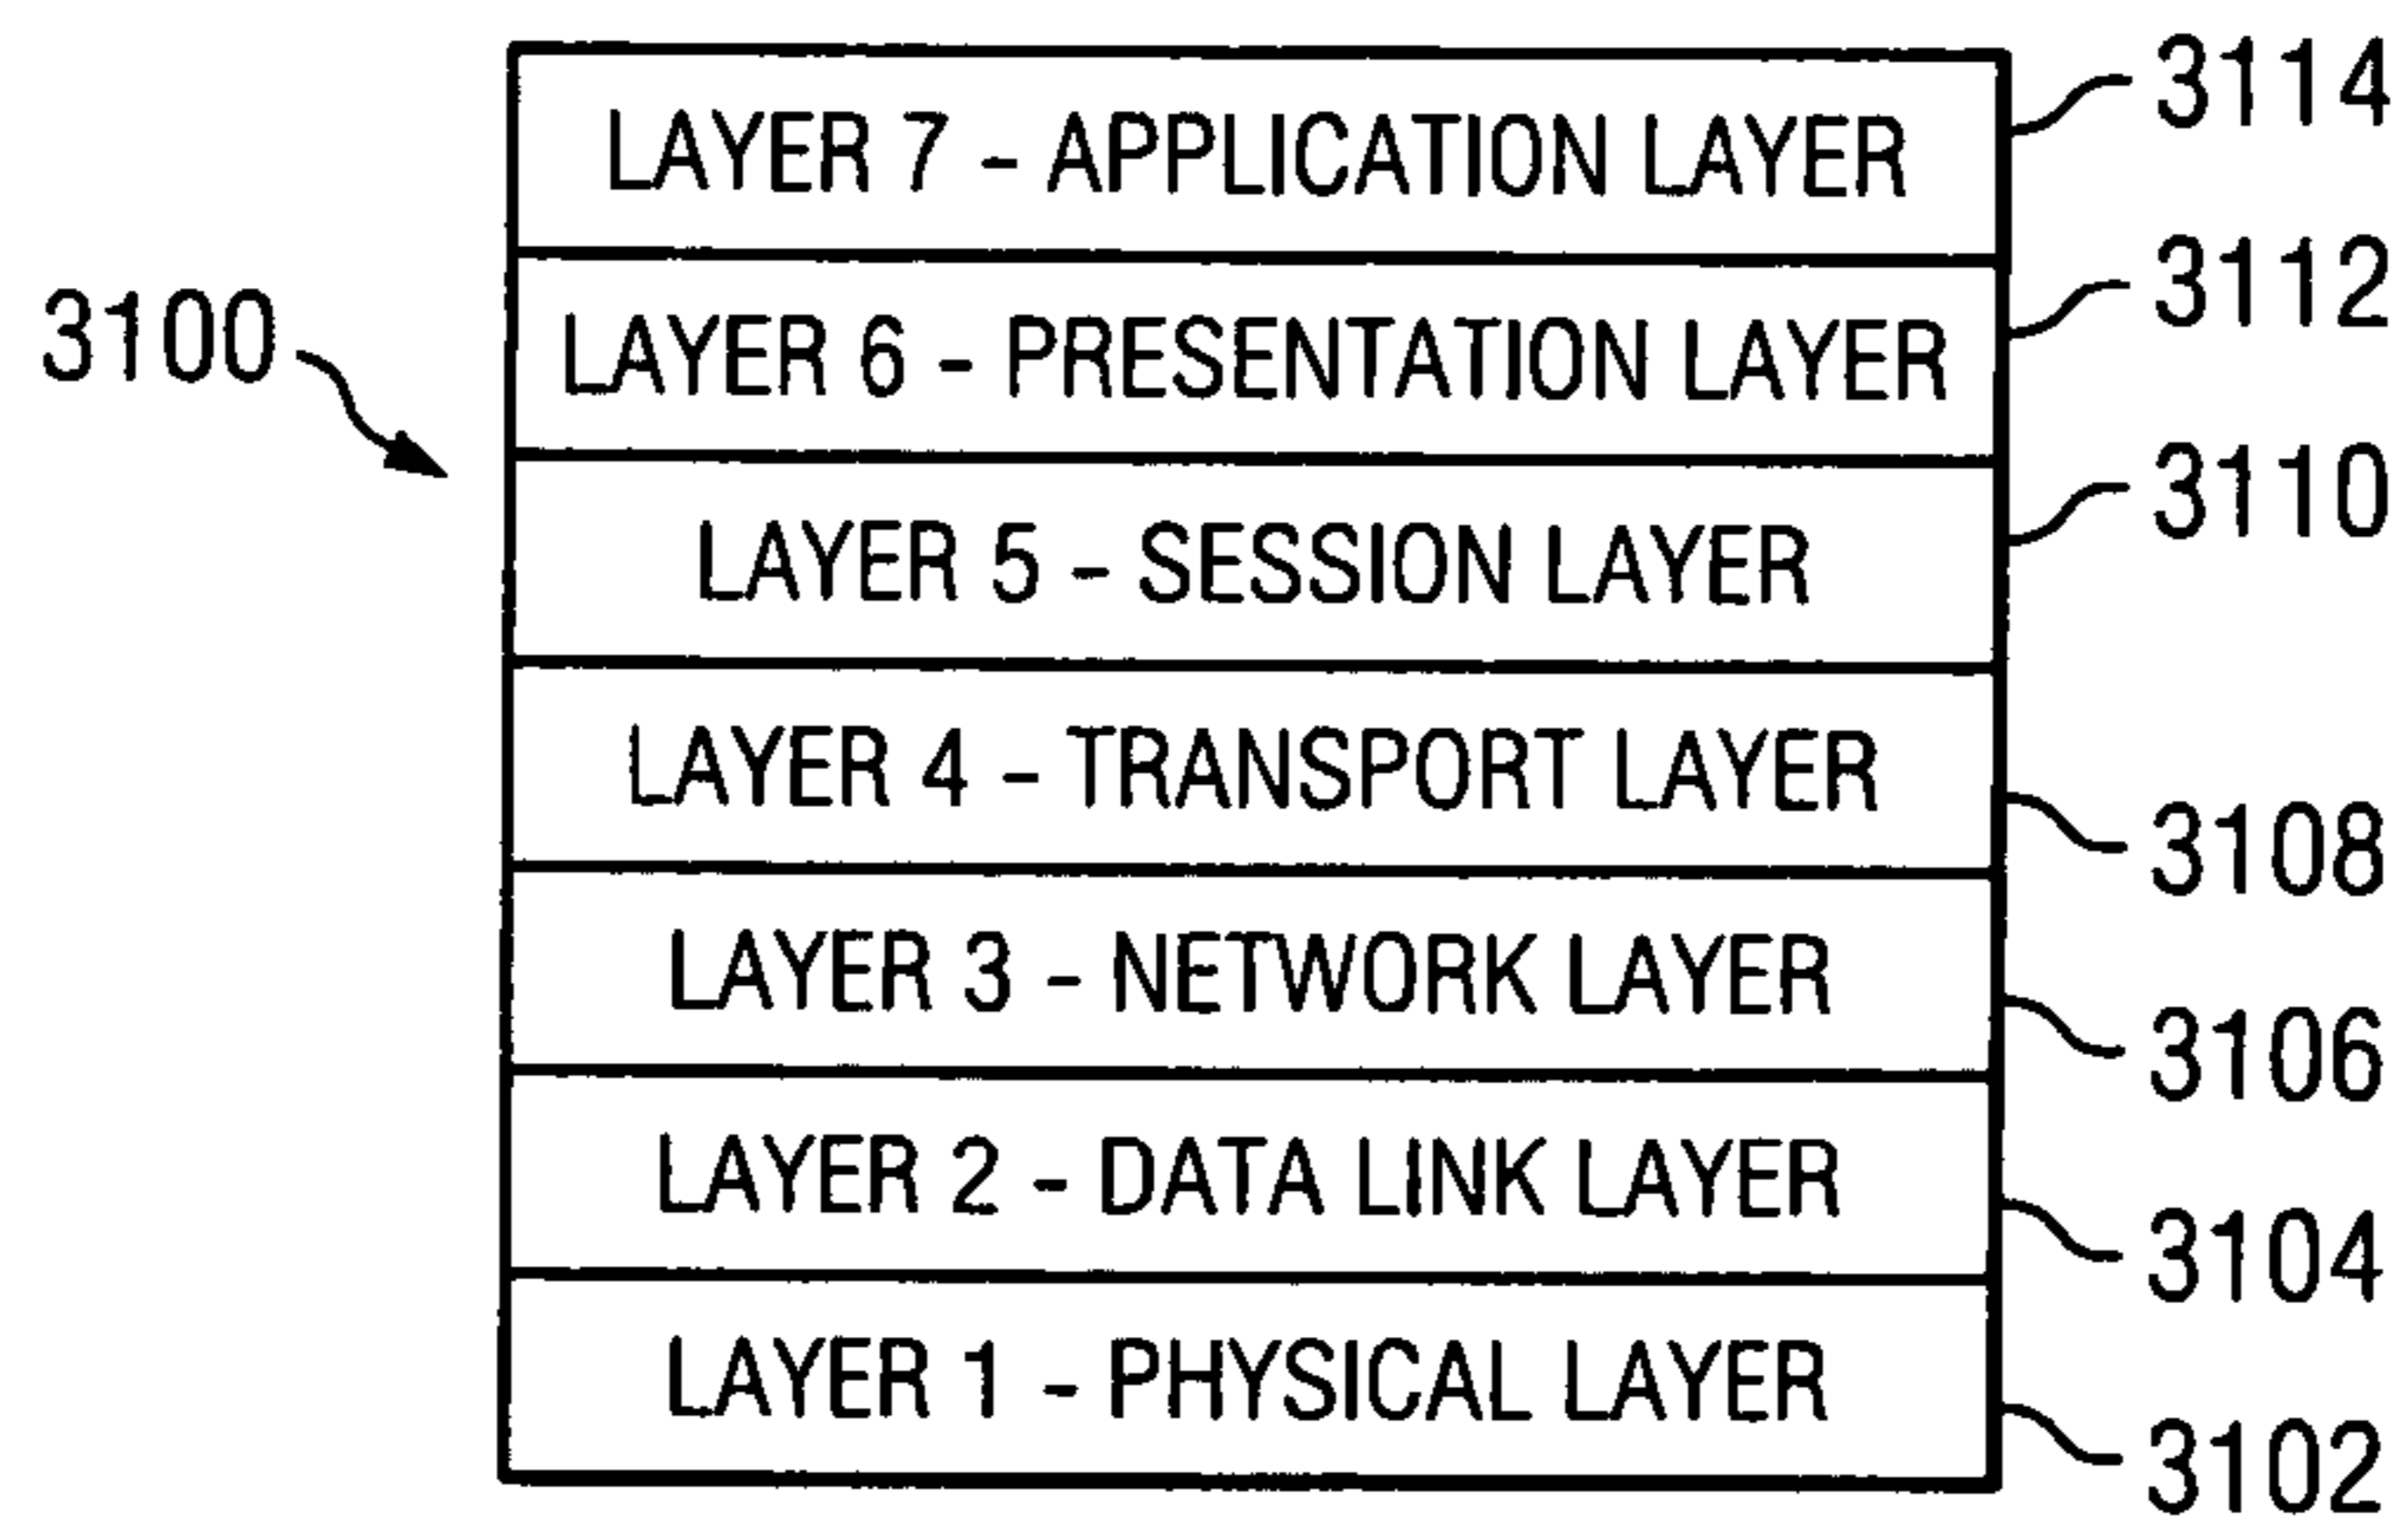 LAYER 7 - APPLICATION LAYER
3114
LAYER 6 - PRESENTATION LAYER
3112
3100
LAYER 5 - SESSION LAYER
3110
LAYER 4 - TRANSPORT LAYER
3108
LAYER 3 - NETWORK LAYER
3106
LAYER 2 - DATA LINK LAYER
3104
LAYER 1 - PHYSICAL LAYER
3102